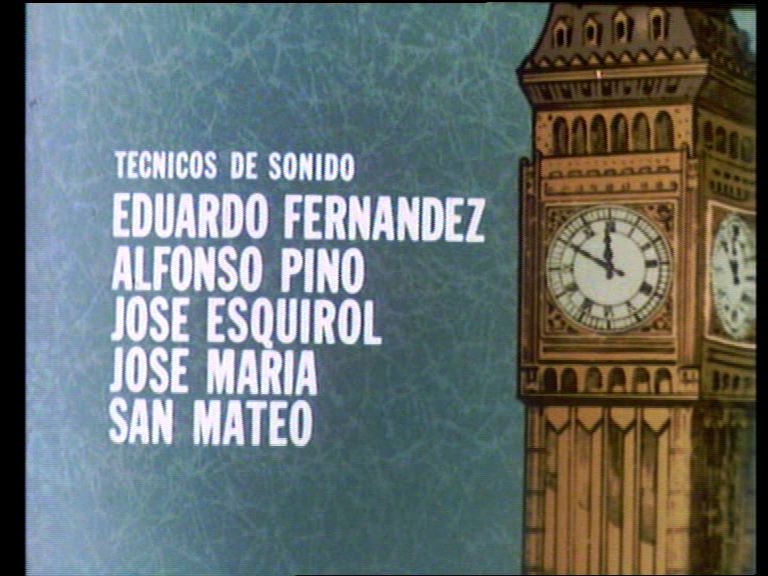 TECNICOS DE SONIDO
EDUARDO FERNANDEZ
ALFONSO PINO
JOSE ESQUIROL
JOSE MARIA
SAN MATEO